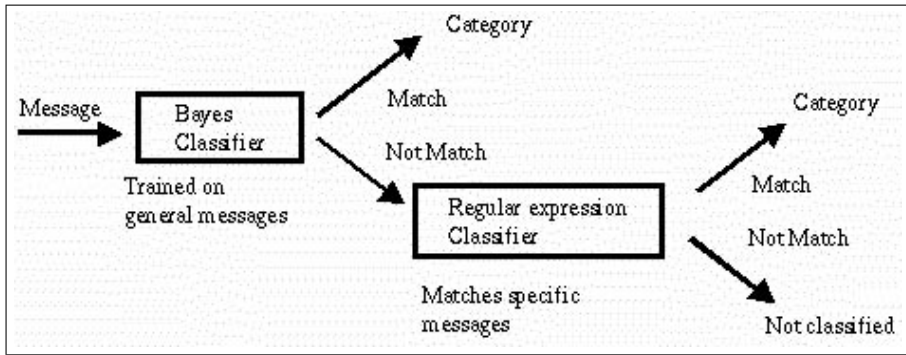 Category
Message
Bayes
Classifier
Match
Category
Not Match
Trained on
general messages
Regular expression
Classifier
Match
Not Match
Matches specific
messages
Not classified